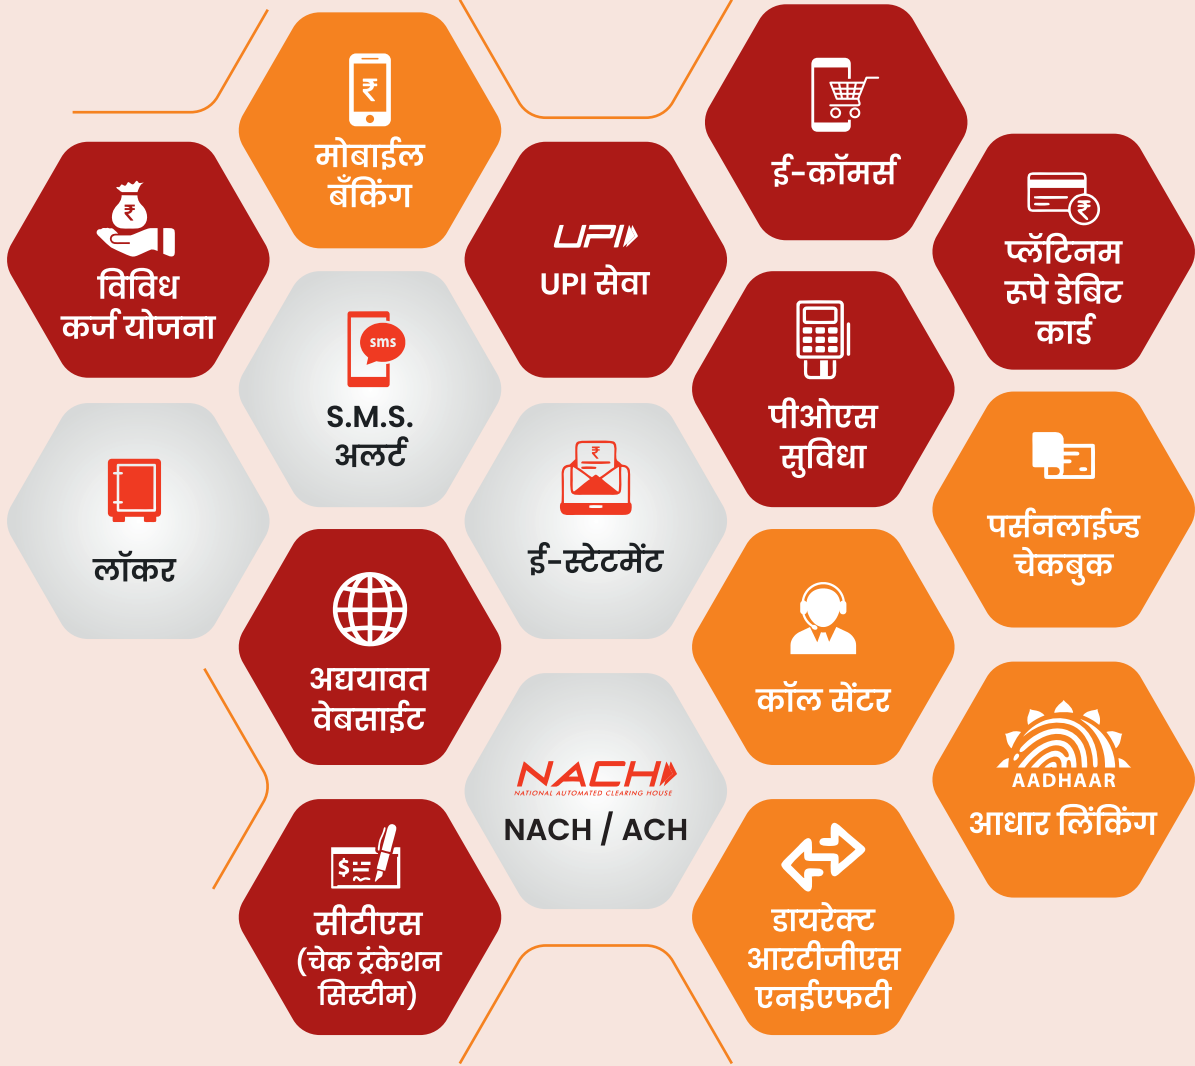 मोबाईल
बँकिंग
ई-कॉमर्स
विविध
कर्ज योजना
UPI
UPI सेवा
प्लॅटिनम
रूपे डेबिट
कार्ड
sms
S.M.S.
अलर्ट
पीओएस
सुविधा
लॉकर
ई-स्टेटमेंट
पर्सनलाईज्ड
चेकबुक
अद्ययावत
वेबसाईट
कॉल सेंटर
NACH
NATIONAL AUTOMATED CLEARING HOUSE
NACH / ACH
AADHAAR
आधार लिंकिंग
सीटीएस
(चेक ट्रंकेशन
सिस्टीम)
डायरेक्ट
आरटीजीएस
एनईएफटी